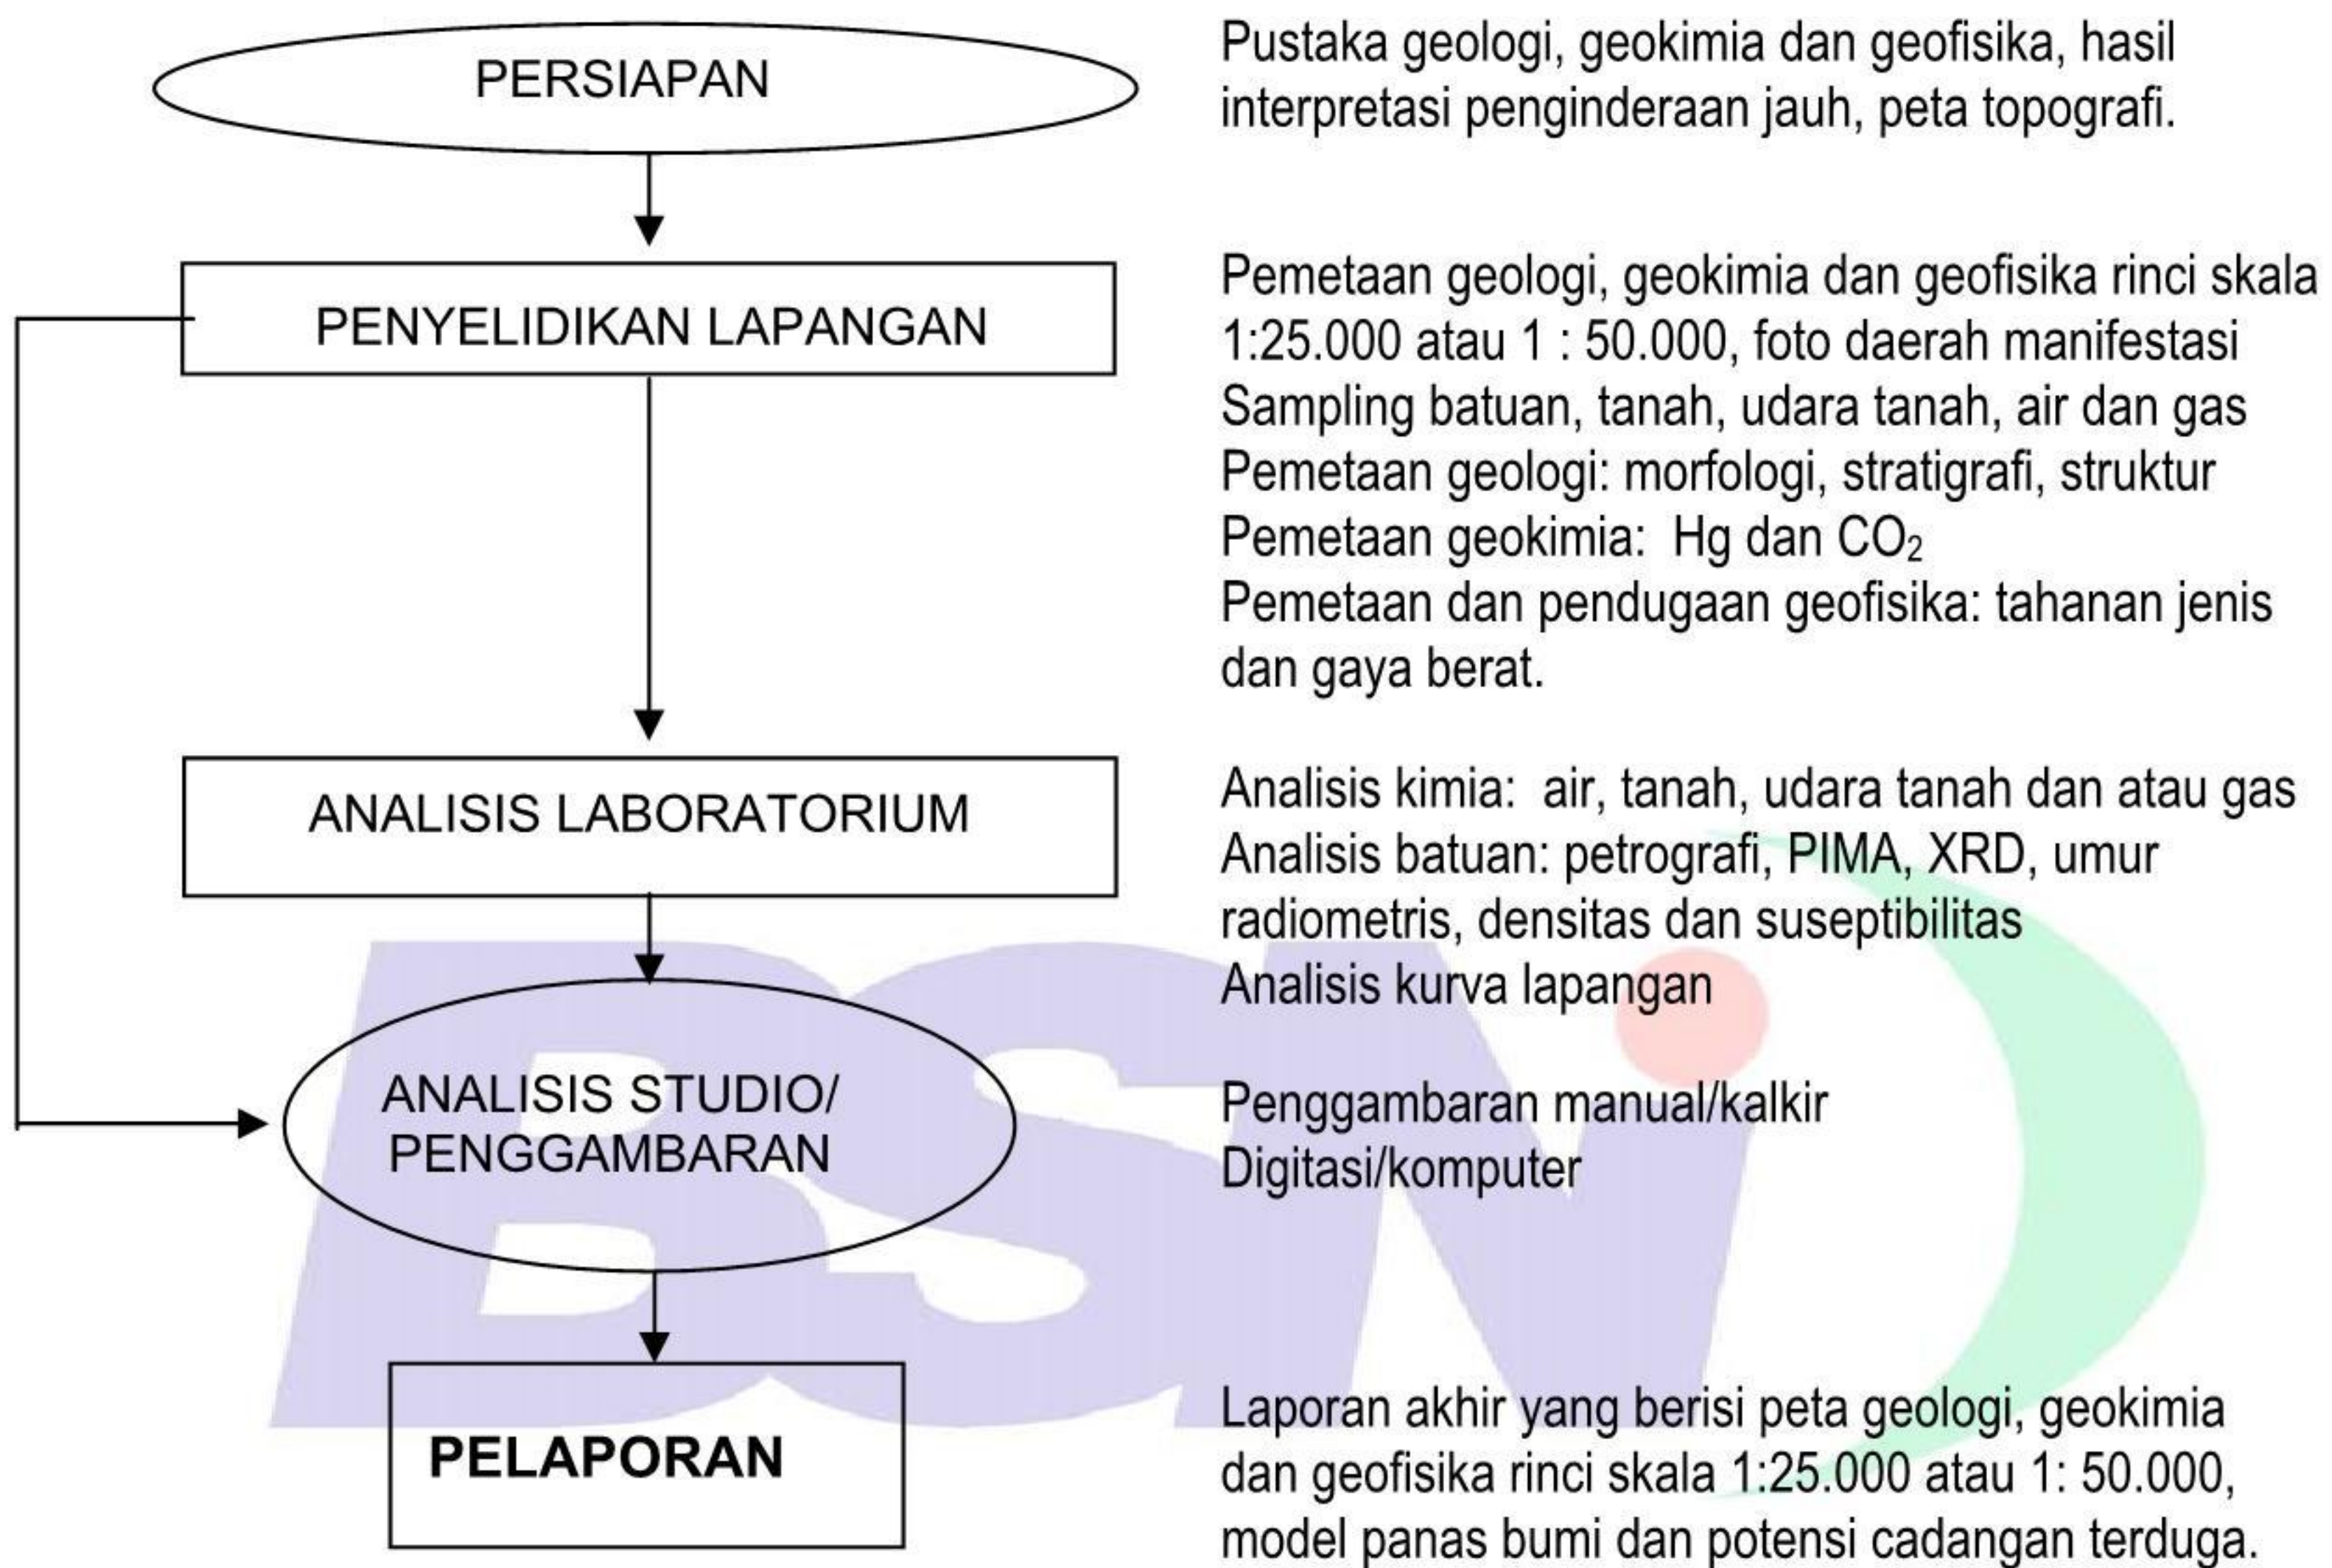 PERSIAPAN
Pustaka geologi, geokimia dan geofisika, hasil
interpretasi penginderaan jauh, peta topografi.
PENYELIDIKAN LAPANGAN
Pemetaan geologi, geokimia dan geofisika rinci skala
1:25.000 atau 1 : 50.000, foto daerah manifestasi
Sampling batuan, tanah, udara tanah, air dan gas
Pemetaan geologi: morfologi, stratigrafi, struktur
Pemetaan geokimia: Hg dan CO₂
Pemetaan dan pendugaan geofisika: tahanan jenis
dan gaya berat.
ANALISIS LABORATORIUM
Analisis kimia: air, tanah, udara tanah dan atau gas
Analisis batuan: petrografi, PIMA, XRD, umur
radiometris, densitas dan suseptibilitas
Analisis kurva lapangan
ANALISIS STUDIO/
PENGGAMBARAN
Penggambaran manual/kalkir
Digitasi/komputer
PELAPORAN
Laporan akhir yang berisi peta geologi, geokimia
dan geofisika rinci skala 1:25.000 atau 1: 50.000,
model panas bumi dan potensi cadangan terduga.
BSNi